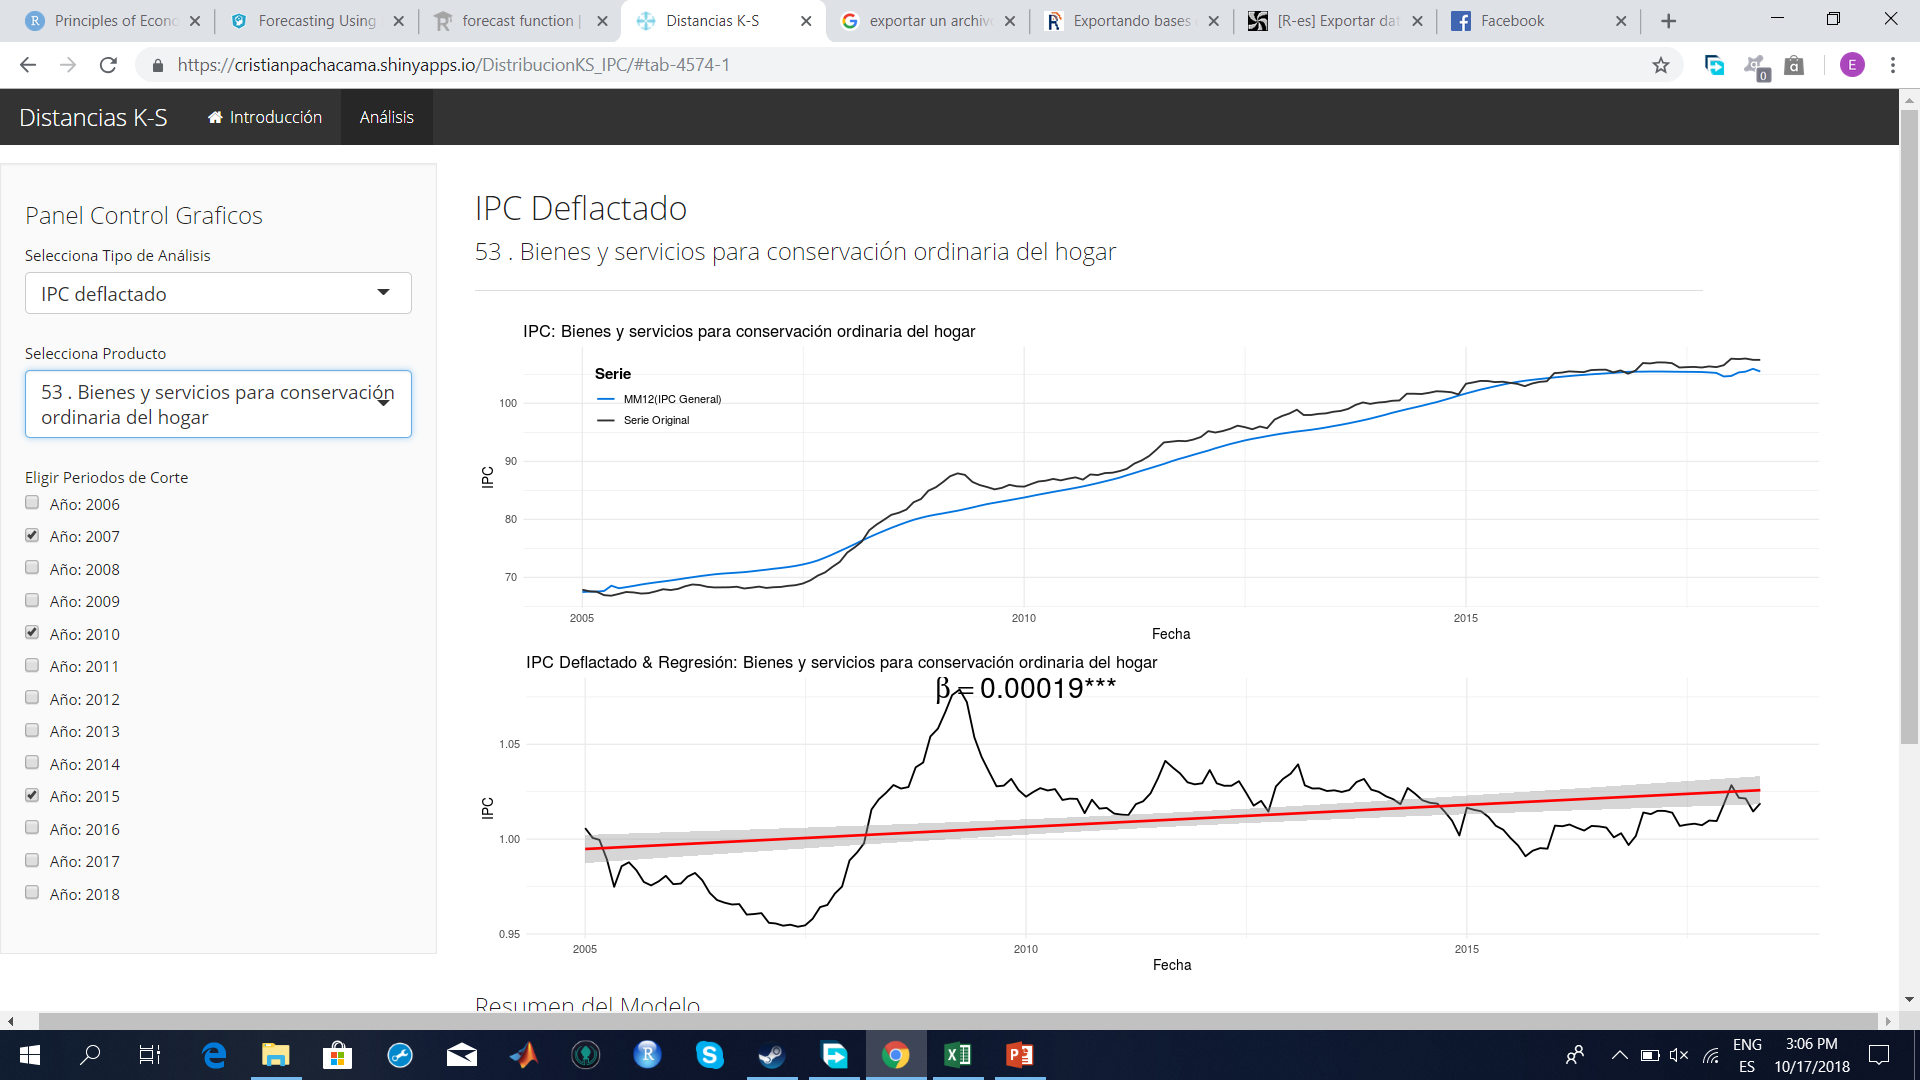 Principles of Econo
Forecasting Using
forecast function |
Distancias K-S
exportar un archivo
Exportando bases
[R-es] Exportar dat
Facebook
https://cristianpachacama.shinyapps.io/DistribucionKS_IPC/#tab-4574-1
0
E
Distancias K-S
Introducción
Análisis
Panel Control Graficos
Selecciona Tipo de Análisis
IPC deflactado
Selecciona Producto
53 . Bienes y servicios para conservación
ordinaria del hogar
Eligir Periodos de Corte
Año: 2006
Año: 2007
Año: 2008
Año: 2009
Año: 2010
Año: 2011
Año: 2012
Año: 2013
Año: 2014
Año: 2015
Año: 2016
Año: 2017
Año: 2018
IPC Deflactado
53 . Bienes y servicios para conservación ordinaria del hogar
IPC: Bienes y servicios para conservación ordinaria del hogar
Serie
MM12(IPC General)
Serie Original
IPC
100
90
80
70
2005
2010
2015
Fecha
IPC Deflactado & Regresión: Bienes y servicios para conservación ordinaria del hogar
β = 0.00019***
IPC
1.05
1.00
0.95
2005
2010
2015
Fecha
Resumen del Modelo
ENG
ES
3:06 PM
10/17/2018